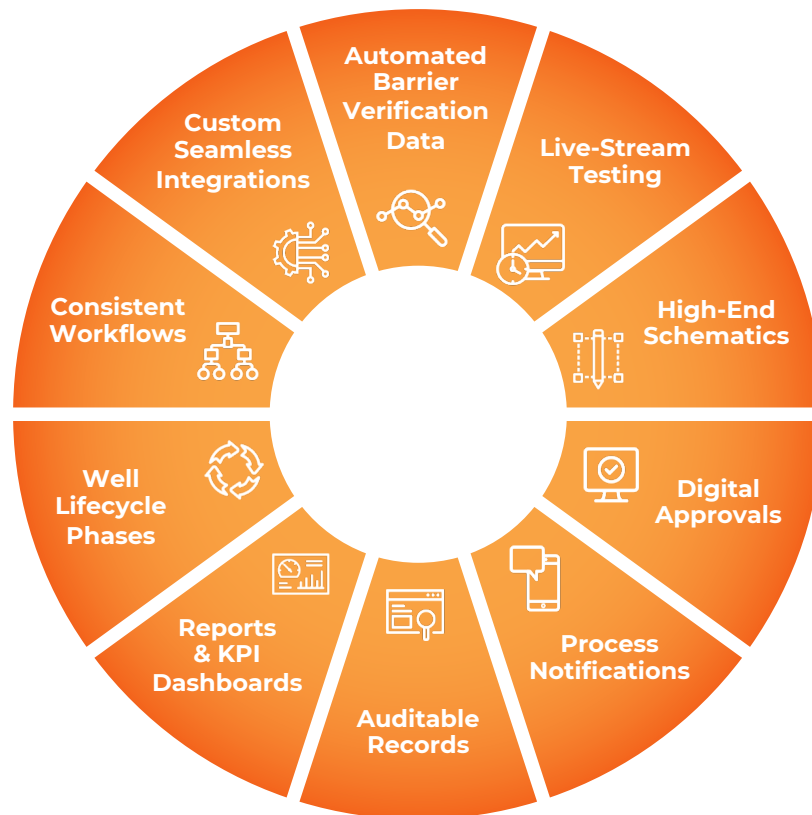 Automated
Barrier
Verification
Data
Live-Stream
Testing
High-End
Schematics
Digital
Approvals
Process
Notifications
Auditable
Records
Reports
& KPI
Dashboards
Well
Lifecycle
Phases
Consistent
Workflows
Custom
Seamless
Integrations